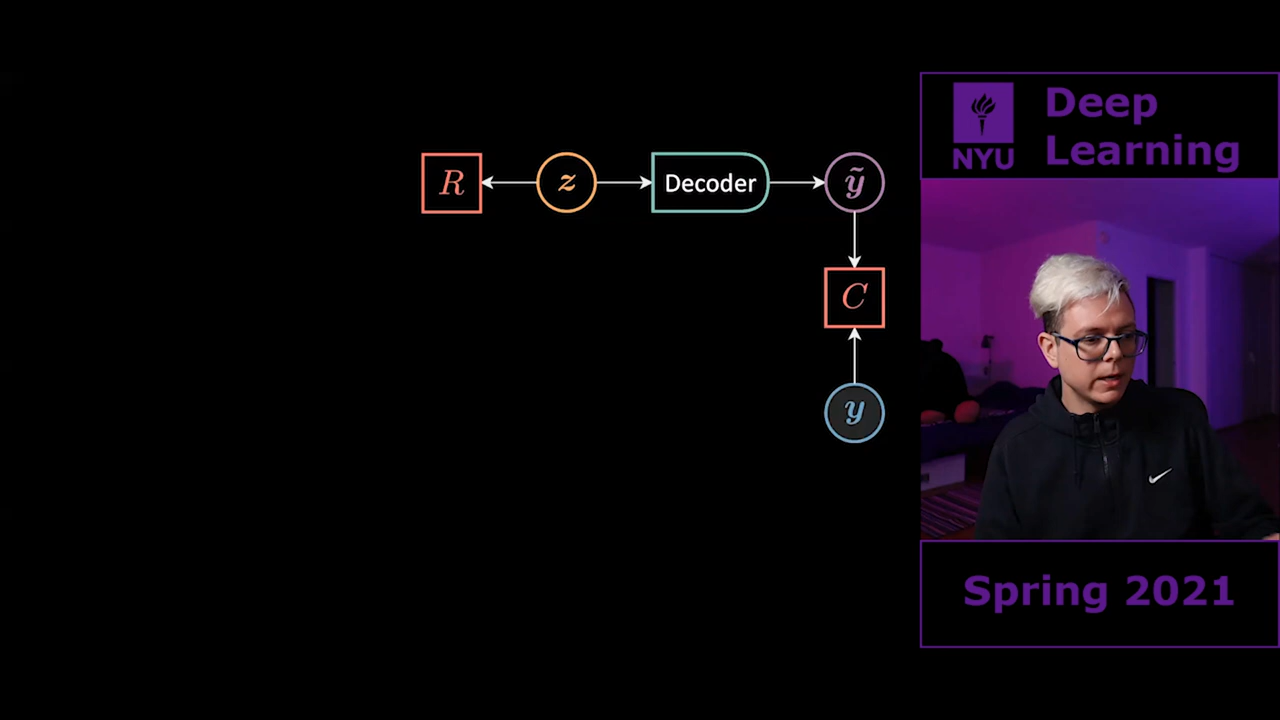 R z Decoder ỹ
C
y
NYU
Deep
Learning
Spring 2021